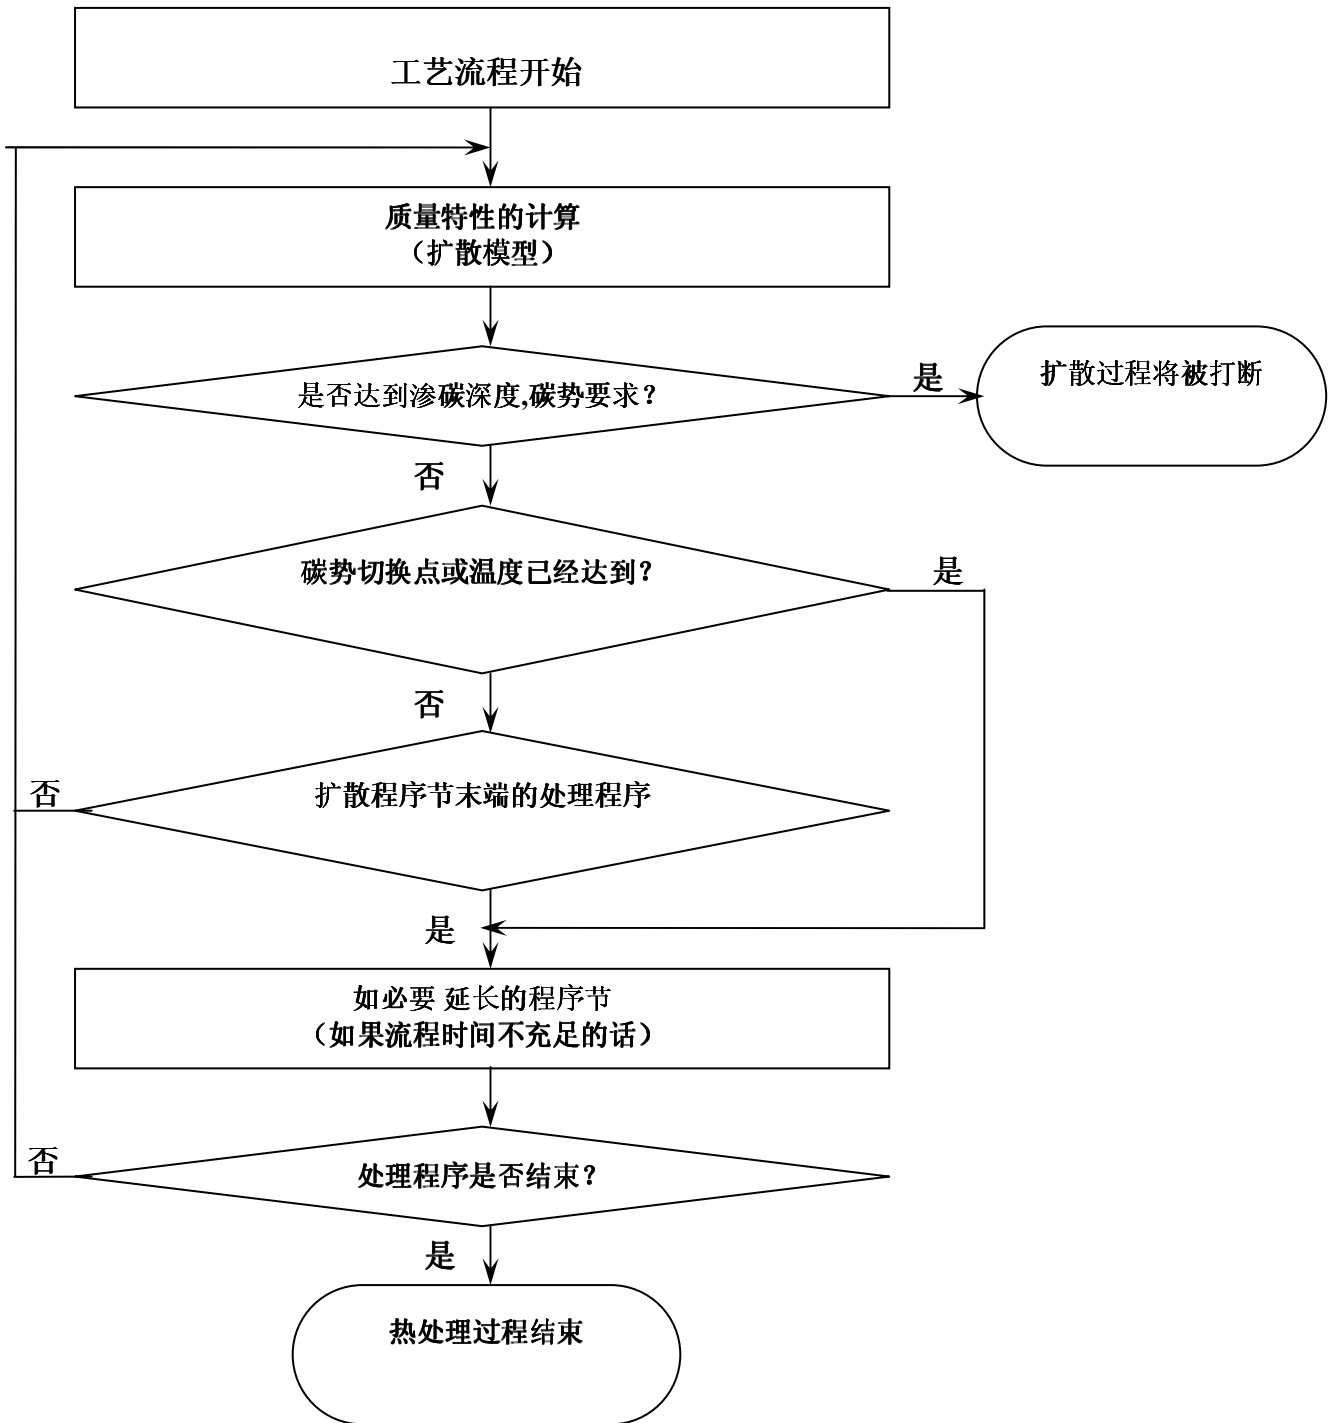 工艺流程开始
质量特性的计算
（扩散模型）
是否达到渗碳深度,碳势要求？
是
扩散过程将被打断
否
碳势切换点或温度已经达到？
是
否
扩散程序节末端的处理程序
否
是
如必要 延长的程序节
（如果流程时间不充足的话）
处理程序是否结束？
否
是
热处理过程结束